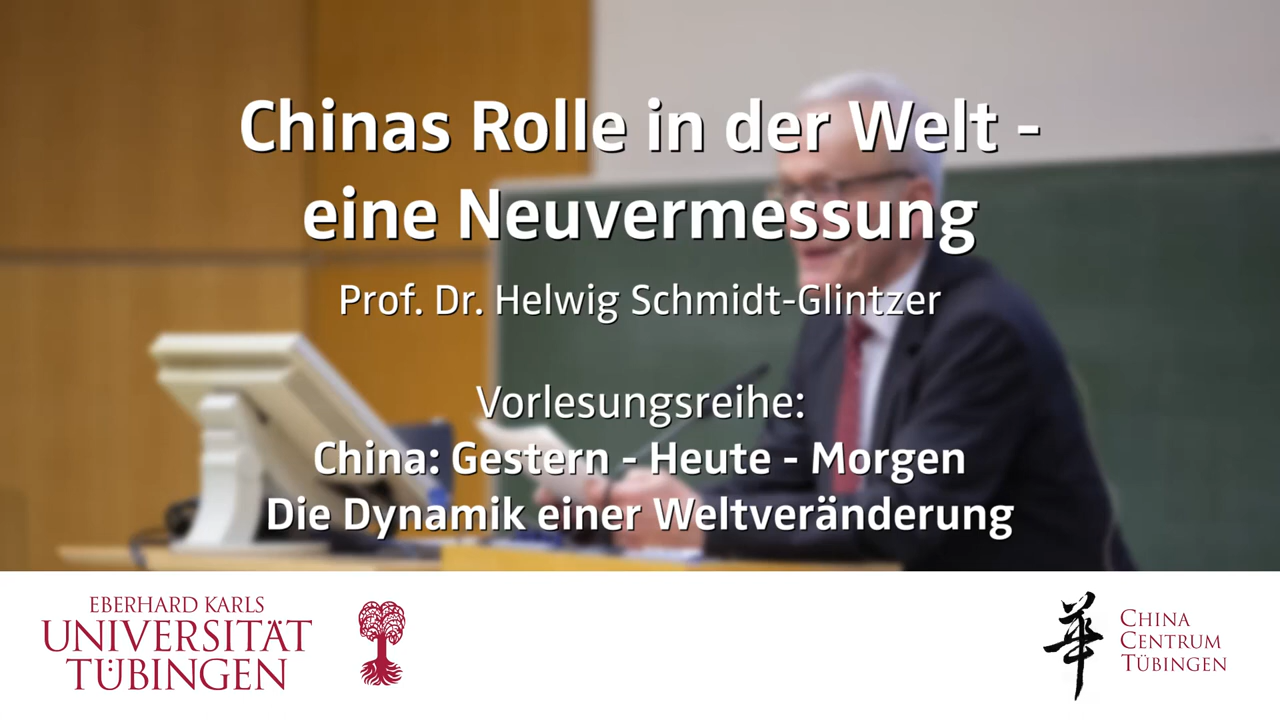 Chinas Rolle in der Welt -
eine Neuvermessung
Prof. Dr. Helwig Schmidt-Glintzer
Vorlesungsreihe:
China: Gestern - Heute - Morgen
Die Dynamik einer Weltveränderung
EBERHARD KARLS
UNIVERSITÄT
TÜBINGEN
華
CHINA
CENTRUM
TÜBINGEN